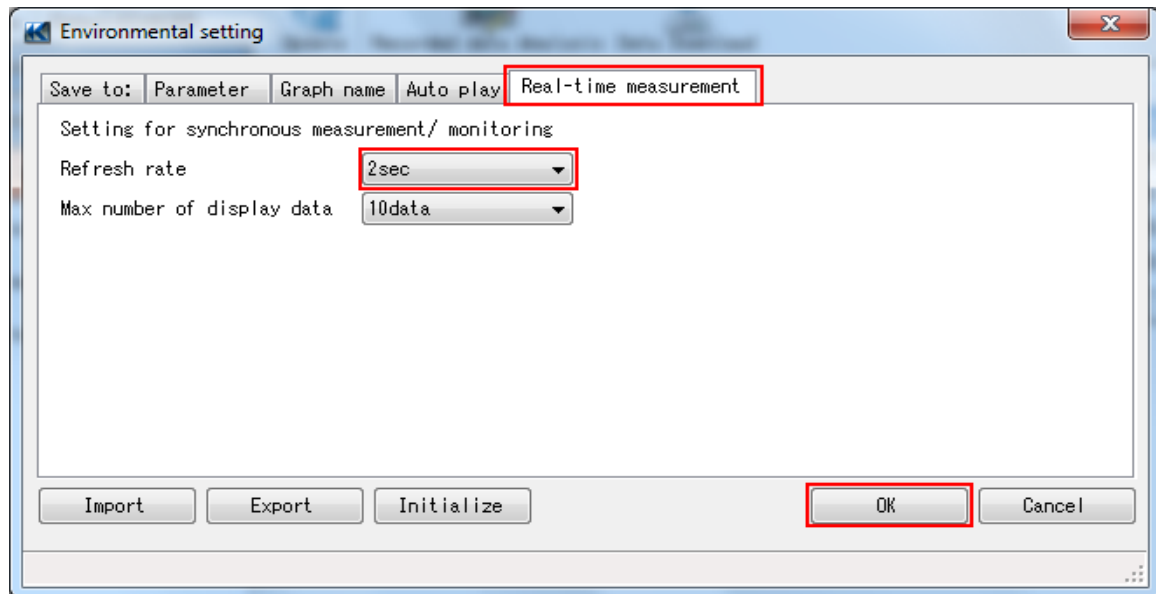 Environmental setting
Save to: Parameter Graph name Auto play Real-time measurement
Setting for synchronous measurement/ monitoring
Refresh rate 2sec
Max number of display data 10data
Import Export Initialize OK Cancel